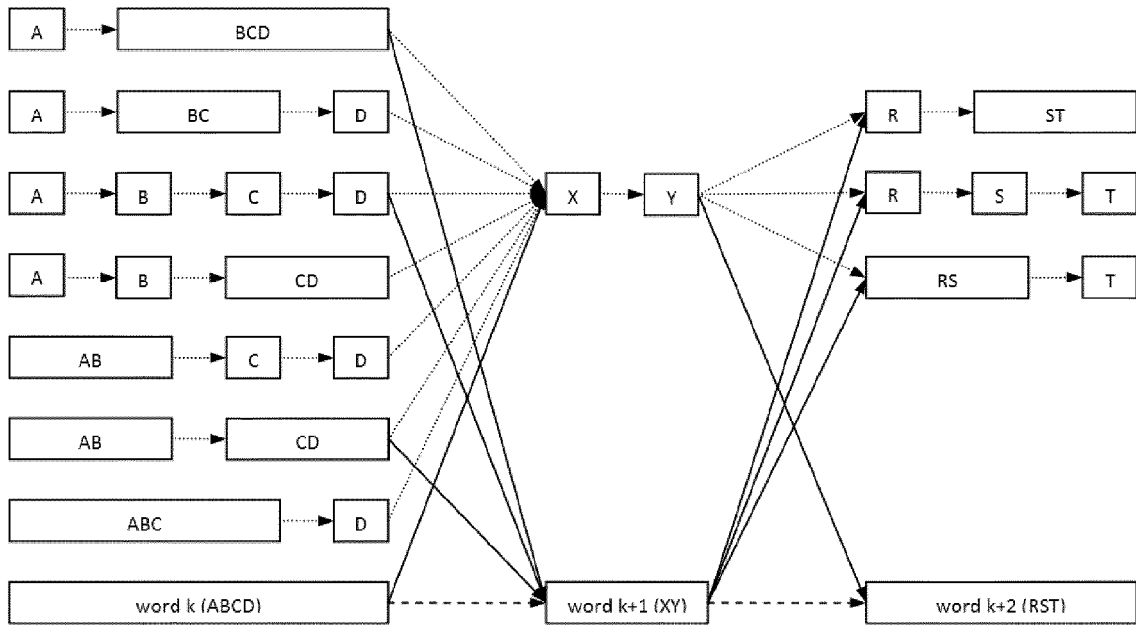 A BCD
A BC D R ST
A B C D X Y R S T
A B CD RS T
AB C D
AB CD
ABC D
word k (ABCD) word k+1 (XY) word k+2 (RST)